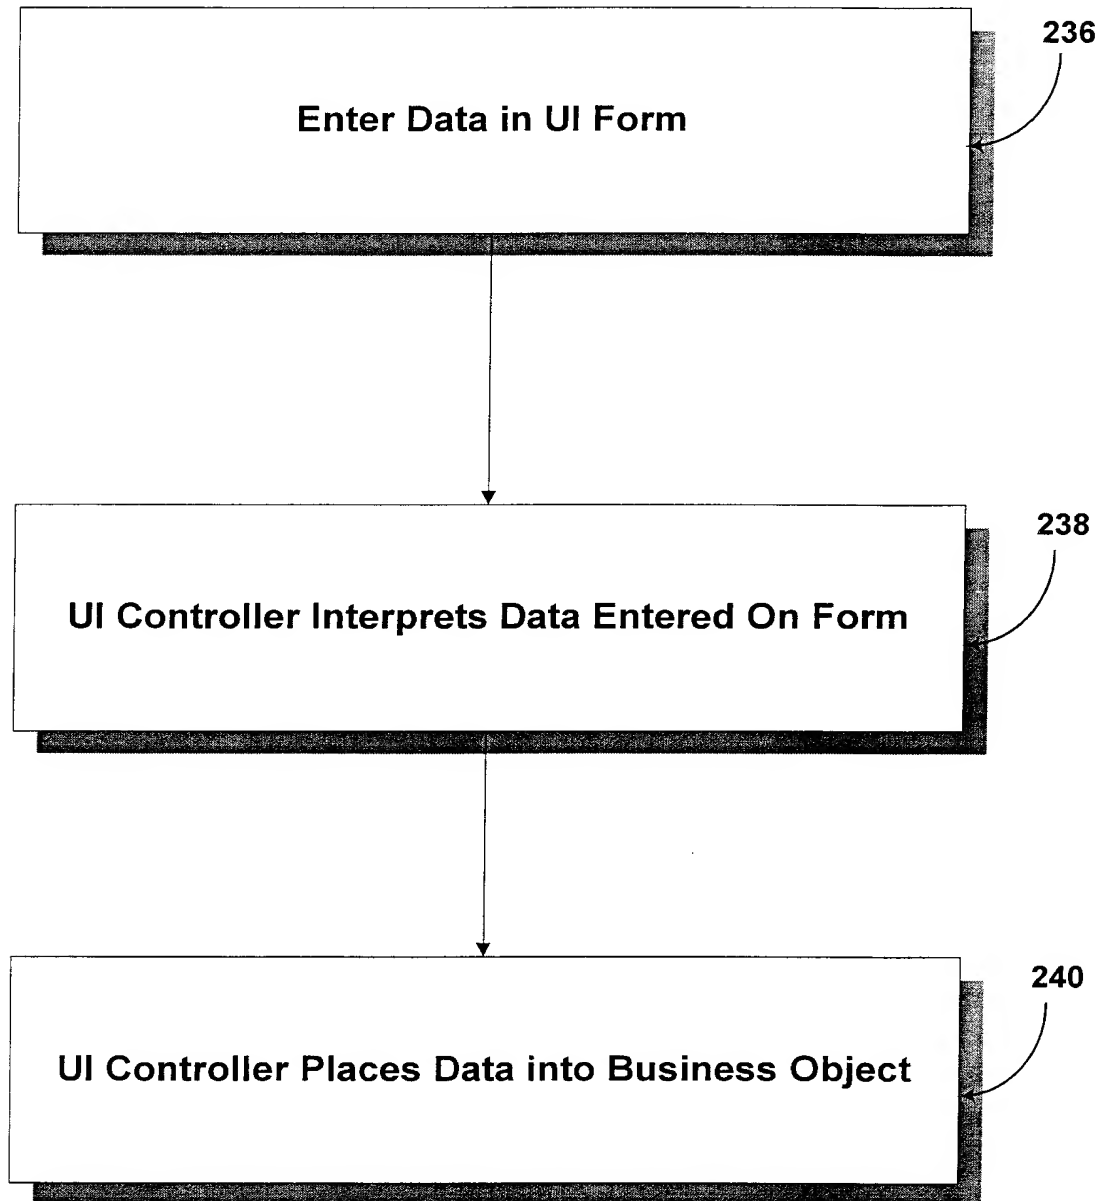 236
Enter Data in UI Form
238
UI Controller Interprets Data Entered On Form
240
UI Controller Places Data into Business Object